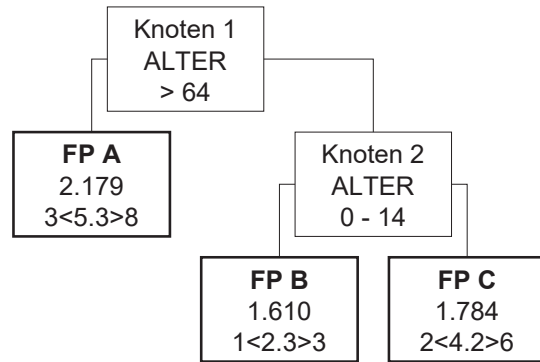 Knoten 1
ALTER
> 64
FP A
2.179
3<5.3>8
Knoten 2
ALTER
0 - 14
FP B
1.610
1<2.3>3
FP C
1.784
2<4.2>6